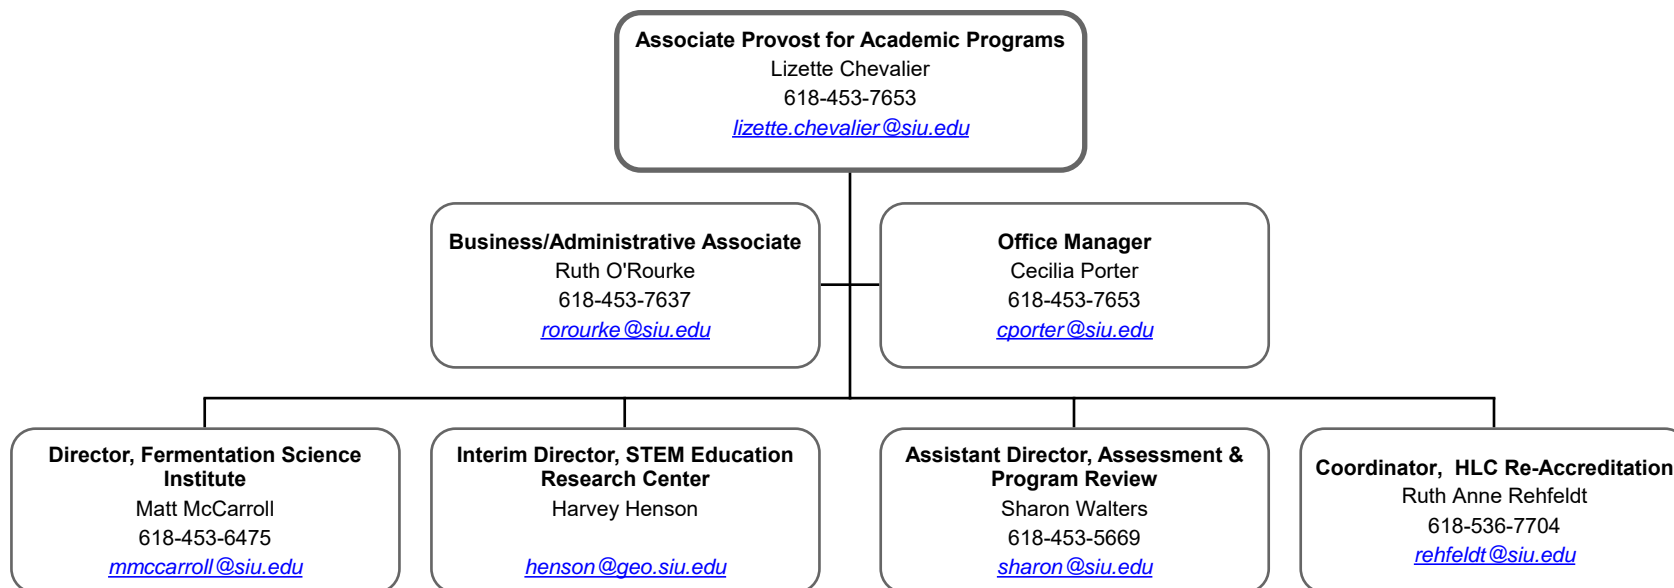 Associate Provost for Academic Programs
Lizette Chevalier
618-453-7653
lizette.chevalier@siu.edu
Business/Administrative Associate
Ruth O'Rourke
618-453-7637
rorourke@siu.edu
Office Manager
Cecilia Porter
618-453-7653
cporter@siu.edu
Director, Fermentation Science
Institute
Matt McCarroll
618-453-6475
mmccarroll@siu.edu
Interim Director, STEM Education
Research Center
Harvey Henson
henson@geo.siu.edu
Assistant Director, Assessment &
Program Review
Sharon Walters
618-453-5669
sharon@siu.edu
Coordinator,  HLC Re-Accreditation
Ruth Anne Rehfeldt
618-536-7704
rehfeldt@siu.edu